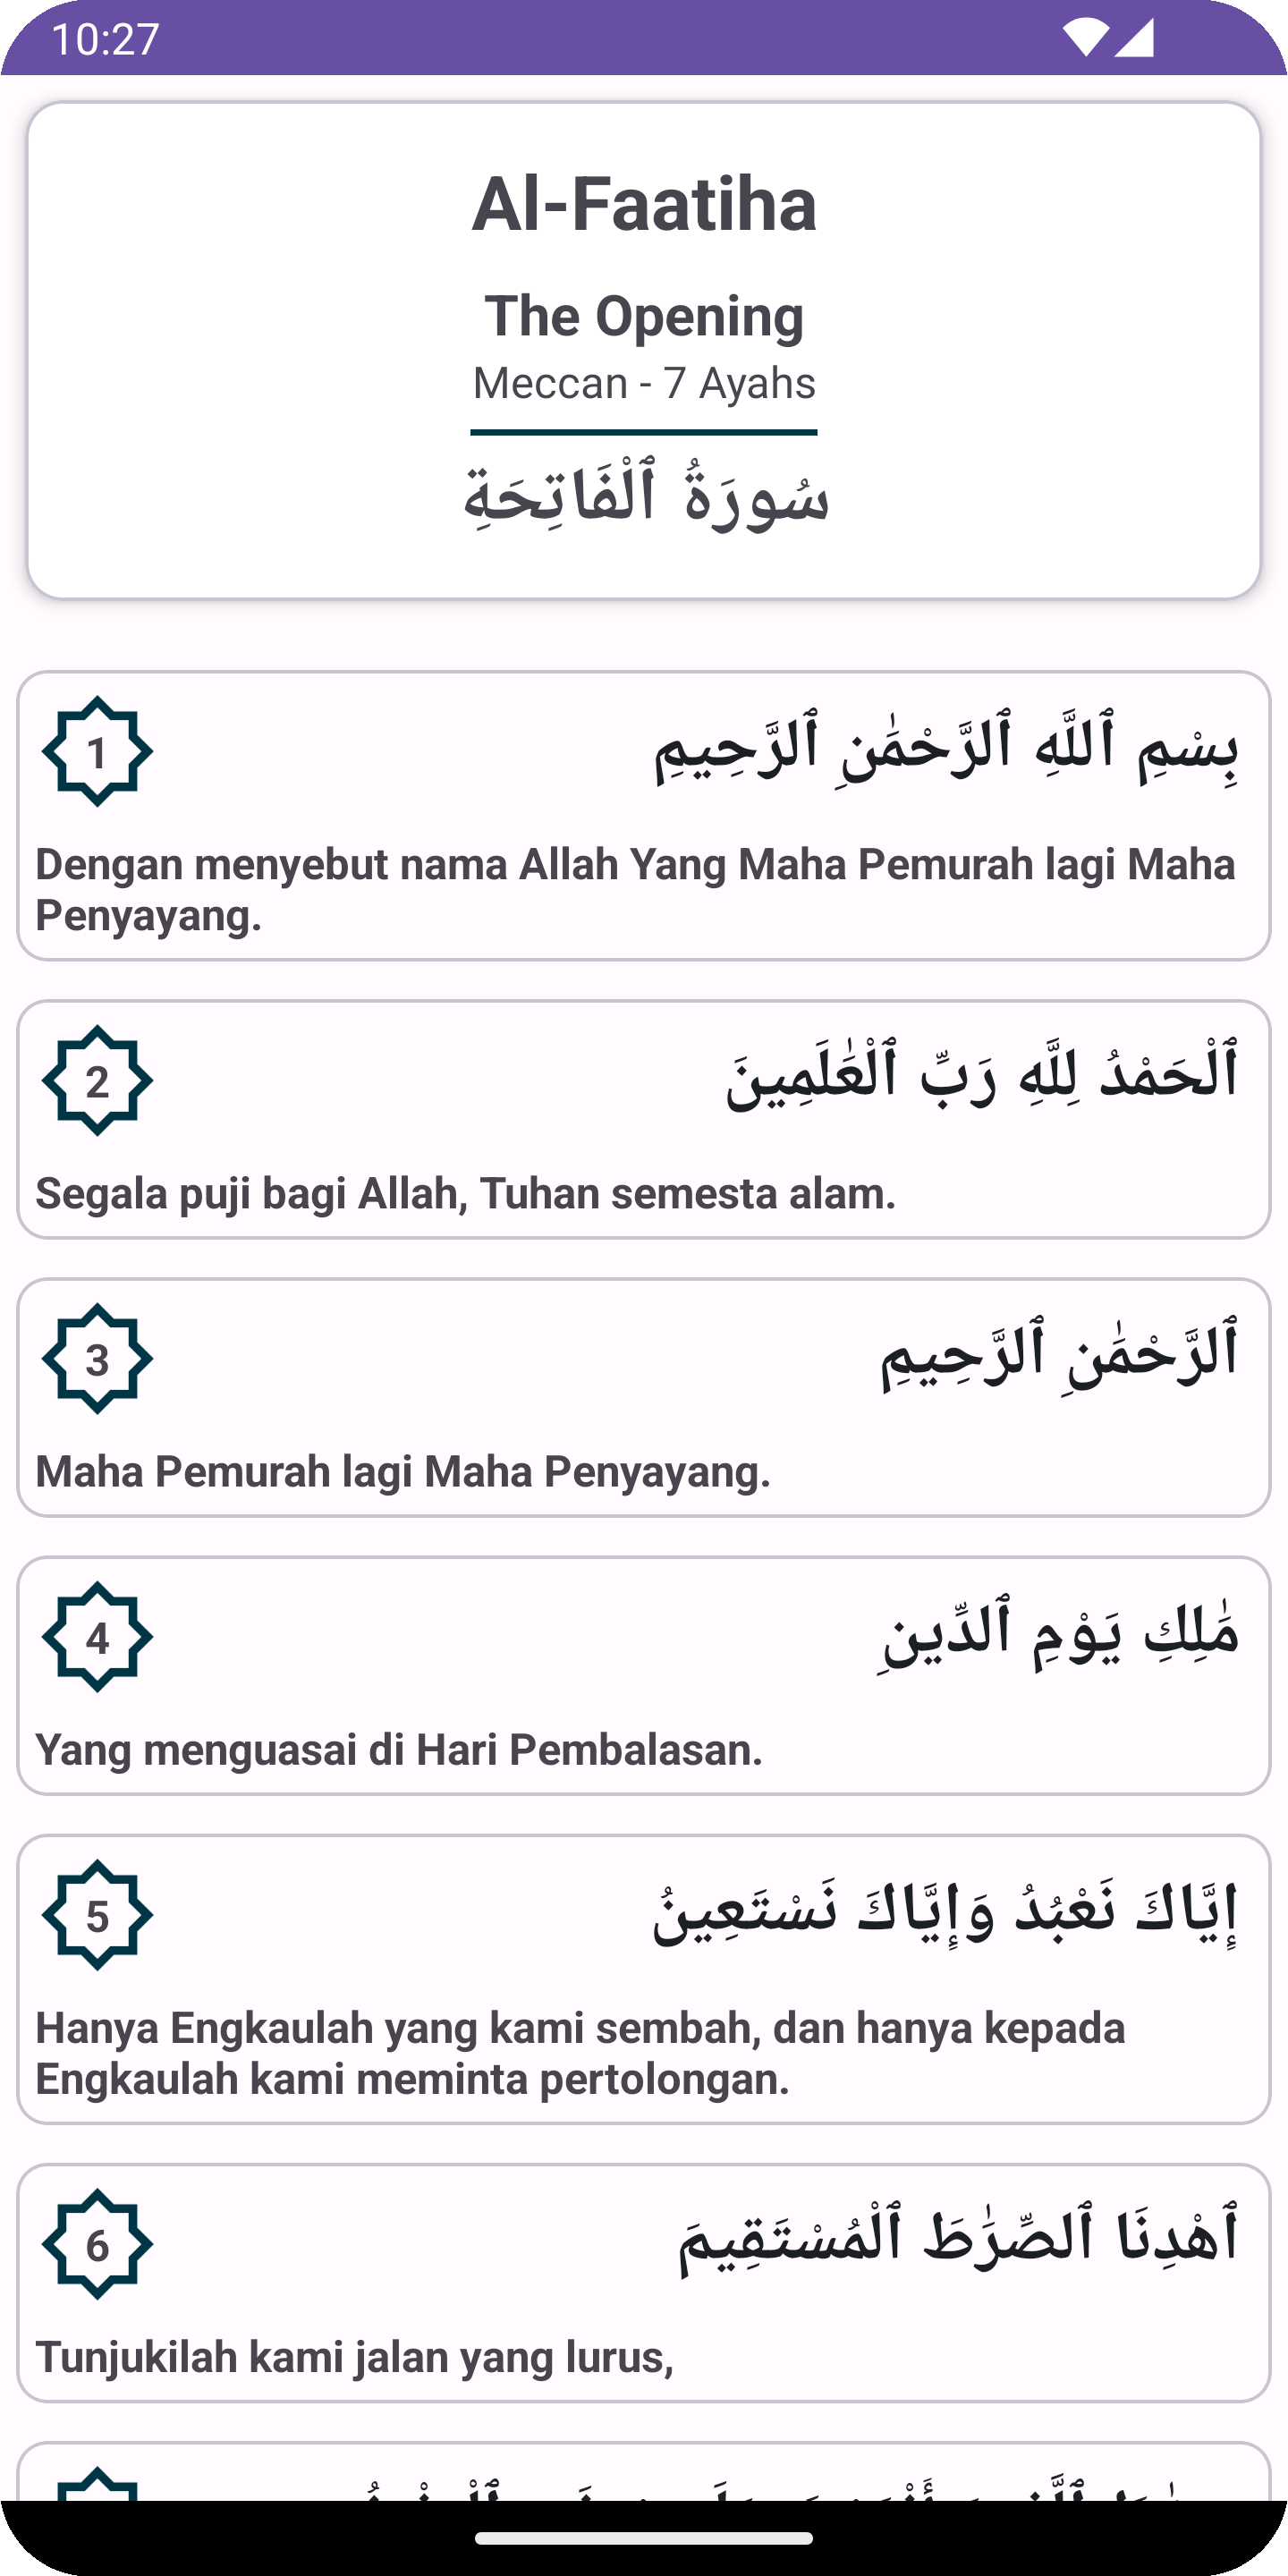 10:27
Al-Faatiha
The Opening
Meccan - 7 Ayahs
سُورَةُ ٱلْفَاتِحَةِ
1
بِسْمِ ٱللَّهِ ٱلرَّحْمَٰنِ ٱلرَّحِيمِ
Dengan menyebut nama Allah Yang Maha Pemurah lagi Maha
Penyayang.
2
ٱلْحَمْدُ لِلَّهِ رَبِّ ٱلْعَٰلَمِينَ
Segala puji bagi Allah, Tuhan semesta alam.
3
ٱلرَّحْمَٰنِ ٱلرَّحِيمِ
Maha Pemurah lagi Maha Penyayang.
4
مَٰلِكِ يَوْمِ ٱلدِّينِ
Yang menguasai di Hari Pembalasan.
5
إِيَّاكَ نَعْبُدُ وَإِيَّاكَ نَسْتَعِينُ
Hanya Engkaulah yang kami sembah, dan hanya kepada
Engkaulah kami meminta pertolongan.
6
ٱهْدِنَا ٱلصِّرَٰطَ ٱلْمُسْتَقِيمَ
Tunjukilah kami jalan yang lurus,